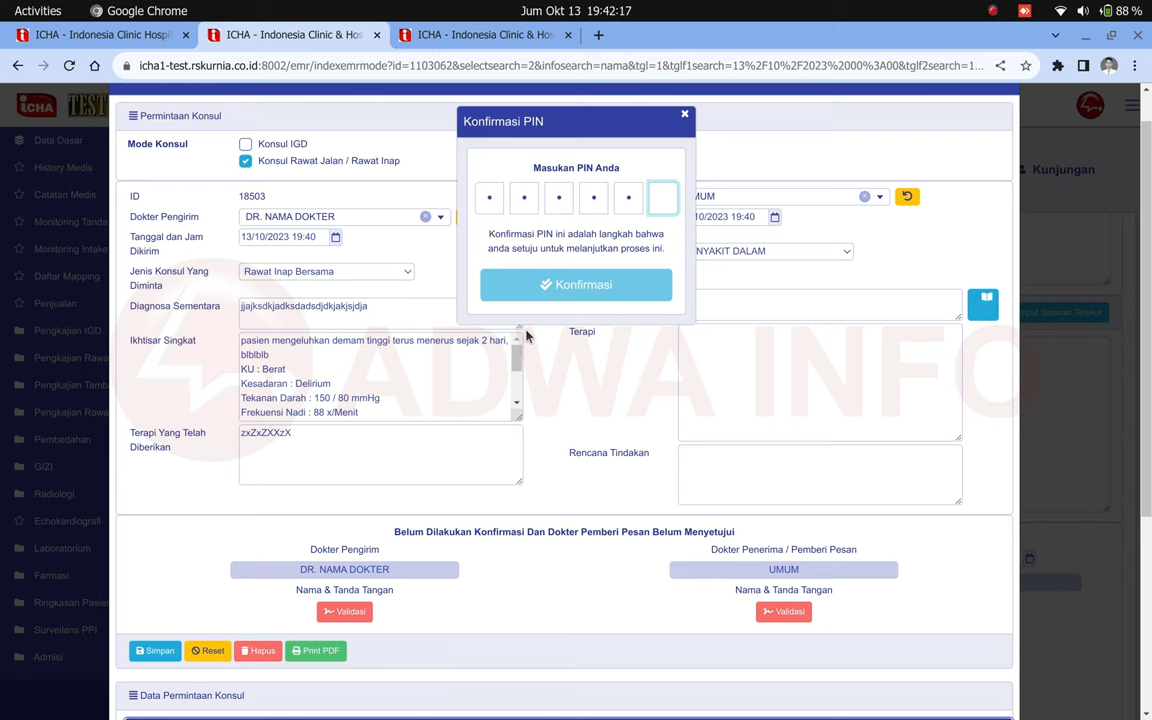 Activities
Google Chrome
Jum Okt 13 19:42:17
88 %
ICHA - Indonesia Clinic Hospi
ICHA - Indonesia Clinic & Hos
ICHA - Indonesia Clinic & Hos
icha1-test.rskurnia.co.id:8002/emr/indexemrmode?id=1103062&selectsearch=2&infosearch=nama&tgl=1&tglf1search=13%2F10%2F2023%2000%3A00&tglf2search=1...
iCHA
TEST
Data Dasar
History Medis
Catatan Medis
Monitoring Tanda
Monitoring Intake
Daftar Mapping
Penjualan
Pengkajian IGD
Pengkajian Rawa
Pengkajian Tamb
Pengkajian Rawa
Pembedahan
GIZI
Radiologi
Echokardiografi
Laboratorium
Farmasi
Ringkasan Pasien
Surveilans PPI
Admisi
Kunjungan
nput Sasaran Terukur
Permintaan Konsul
Mode Konsul
Konsul IGD
Konsul Rawat Jalan / Rawat Inap
ID
18503
Dokter Pengirim
DR. NAMA DOKTER
Tanggal dan Jam
Dikirim
13/10/2023 19:40
Jenis Konsul Yang
Diminta
Rawat Inap Bersama
Diagnosa Sementara
jjajksdkjadksdadsdjdkjakjsjdja
Ikhtisar Singkat
pasien mengeluhkan demam tinggi terus menerus sejak 2 hari,
blblblb
KU : Berat
Kesadaran : Delirium
Tekanan Darah : 150 / 80 mmHg
Frekuensi Nadi : 88 x/Menit
Terapi Yang Telah
Diberikan
zxZxZXXzX
Konfirmasi PIN
Masukan PIN Anda
Konfirmasi PIN ini adalah langkah bahwa
anda setuju untuk melanjutkan proses ini.
Konfirmasi
MUM
10/2023 19:40
NYAKIT DALAM
Terapi
Rencana Tindakan
ADWA INFO
Belum Dilakukan Konfirmasi Dan Dokter Pemberi Pesan Belum Menyetujui
Dokter Pengirim
DR. NAMA DOKTER
Nama & Tanda Tangan
Validasi
Dokter Penerima / Pemberi Pesan
UMUM
Nama & Tanda Tangan
Validasi
Simpan
Reset
Hapus
Print PDF
Data Permintaan Konsul